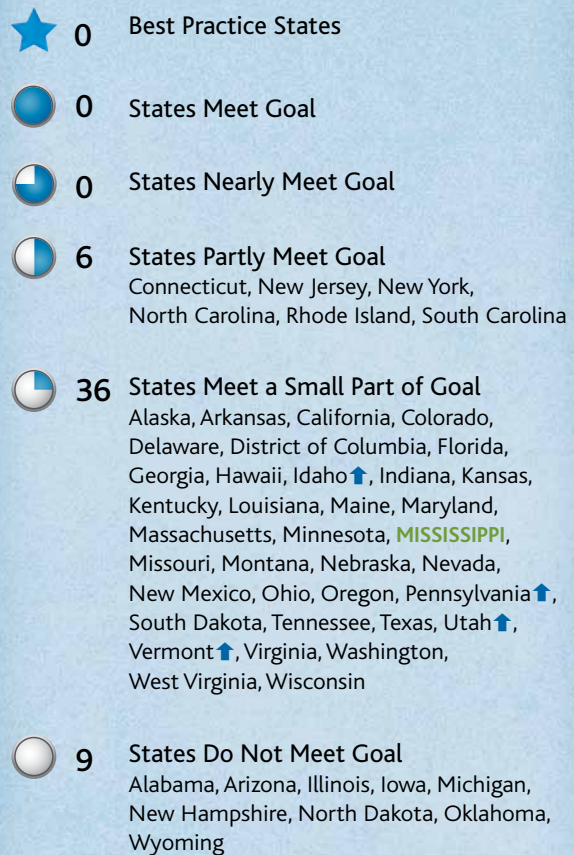 0 Best Practice States
0 States Meet Goal
0 States Nearly Meet Goal
6 States Partly Meet Goal
Connecticut, New Jersey, New York,
North Carolina, Rhode Island, South Carolina
36 States Meet a Small Part of Goal
Alaska, Arkansas, California, Colorado,
Delaware, District of Columbia, Florida,
Georgia, Hawaii, Idaho⬆, Indiana, Kansas,
Kentucky, Louisiana, Maine, Maryland,
Massachusetts, Minnesota, MISSISSIPPI,
Missouri, Montana, Nebraska, Nevada,
New Mexico, Ohio, Oregon, Pennsylvania⬆,
South Dakota, Tennessee, Texas, Utah⬆,
Vermont⬆, Virginia, Washington,
West Virginia, Wisconsin
9 States Do Not Meet Goal
Alabama, Arizona, Illinois, Iowa, Michigan,
New Hampshire, North Dakota, Oklahoma,
Wyoming